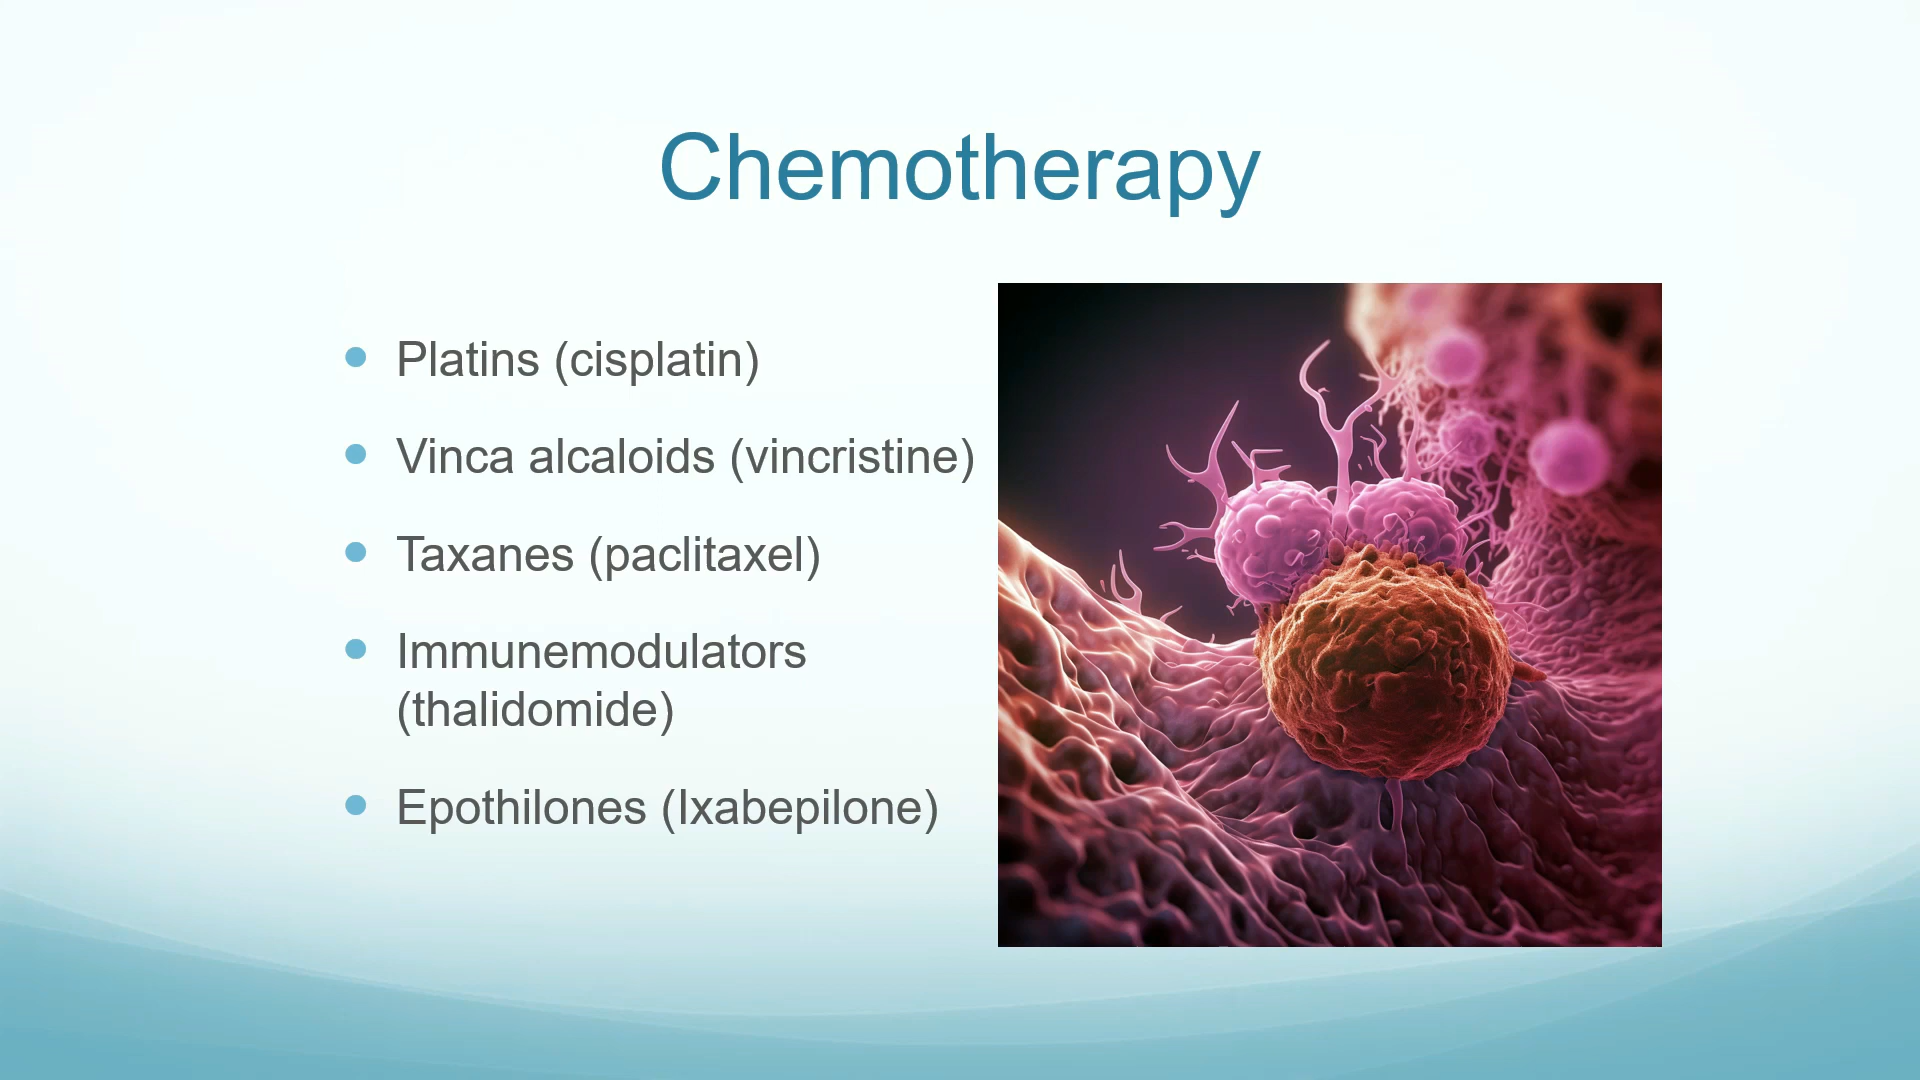 Chemotherapy
Platins (cisplatin)
Vinca alcaloids (vincristine)
Taxanes (paclitaxel)
Immunemodulators
(thalidomide)
Epothilones (Ixabepilone)